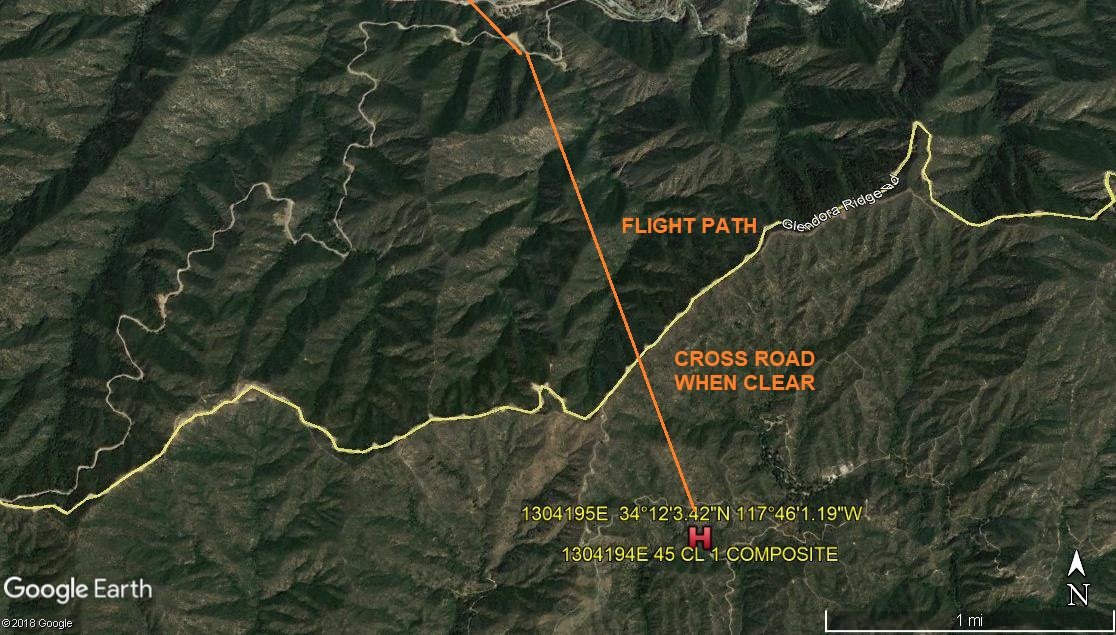 FLIGHT PATH
Glendora Ridge Rd
CROSS ROAD
WHEN CLEAR
1304195E 34°12'3.42"N 117°46'1.19"W
H
1304194E 45 CL 1 COMPOSITE
Google Earth
N
©2018 Google
1 mi